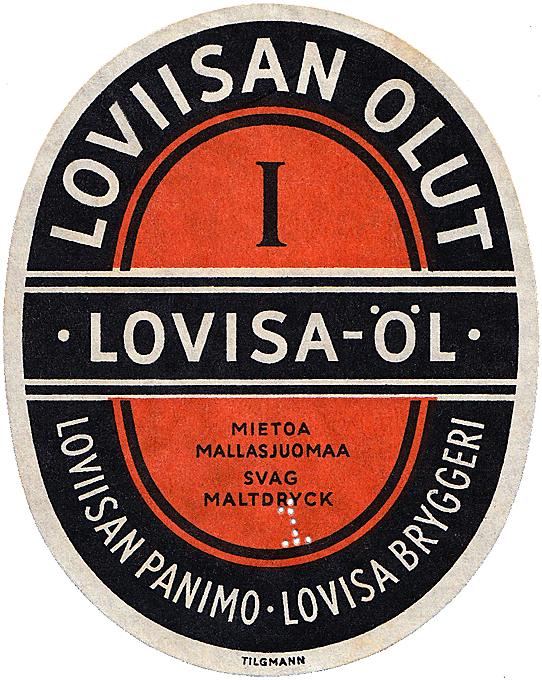 LOVIISAN OLUT
I
· LOVISA-ÖL ·
MIETOA
MALLASJUOMAA
SVAG
MALTDRYCK
I
LOVIISAN PANIMO · LOVISA BRYGGERI
TILGMANN